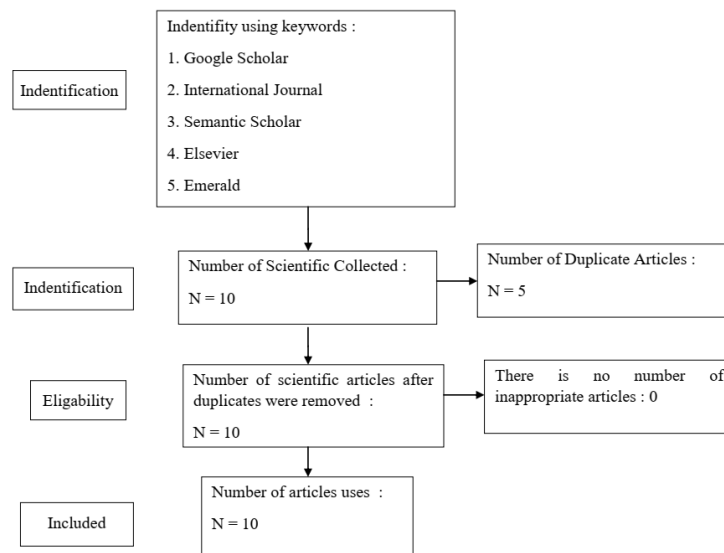 Indentifity using keywords :
1. Google Scholar
Indentification
2. International Journal
3. Semantic Scholar
4. Elsevier
5. Emerald
Indentification
Number of Scientific Collected :
N = 10
Number of Duplicate Articles :
N = 5
Eligability
Number of scientific articles after
duplicates were removed :
N = 10
There is no number of
inappropriate articles : 0
Included
Number of articles uses :
N = 10